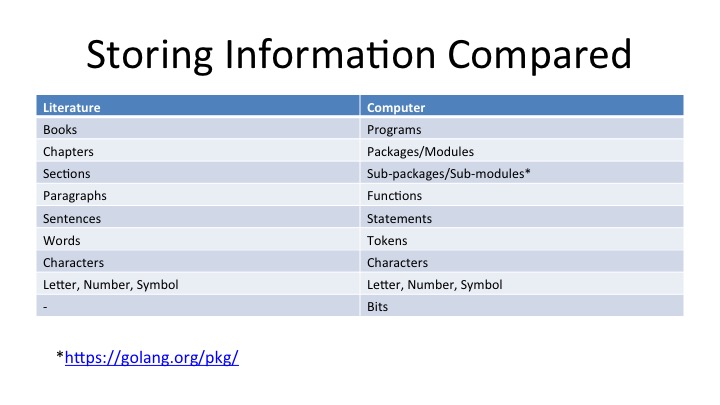 Storing Information Compared
Literature Computer
Books Programs
Chapters Packages/Modules
Sections Sub-packages/Sub-modules*
Paragraphs Functions
Sentences Statements
Words Tokens
Characters Characters
Letter, Number, Symbol Letter, Number, Symbol
- Bits
*https://golang.org/pkg/